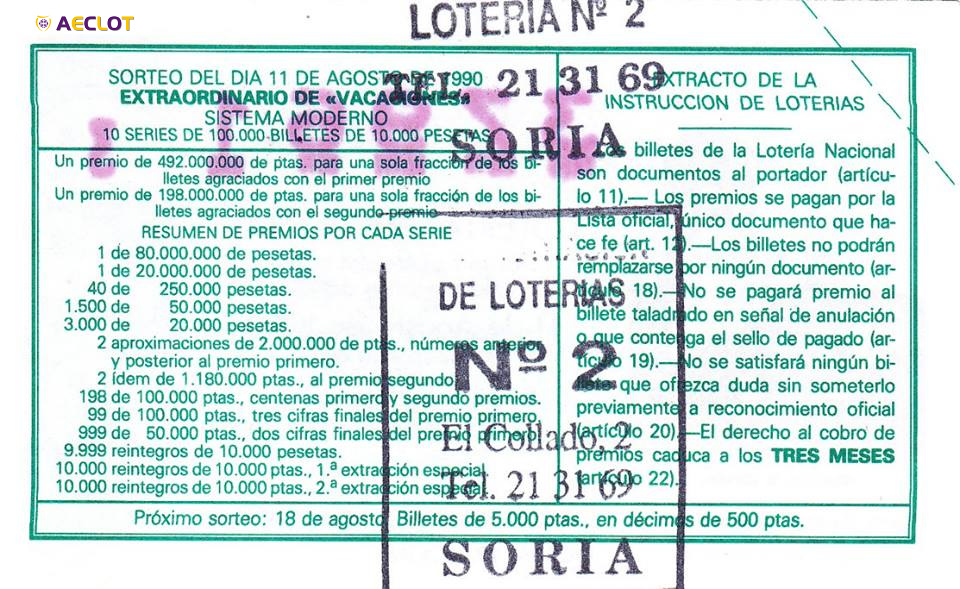 AECLOT
LOTERIA Nº 2
TEL. 21 31 69
SORIA
SORTEO DEL DIA 11 DE AGOSTO DE 1990
EXTRAORDINARIO DE «VACACIONES»
SISTEMA MODERNO
10 SERIES DE 100.000 BILLETES DE 10.000 PESETAS
Un premio de 492.000.000 de ptas. para una sola fracción de los bi-
lletes agraciados con el primer premio
Un premio de 198.000.000 de ptas. para una sola fracción de los bi-
lletes agraciados con el segundo premio
RESUMEN DE PREMIOS POR CADA SERIE
1 de 80.000.000 de pesetas.
1 de 20.000.000 de pesetas.
40 de 250.000 pesetas.
1.500 de 50.000 pesetas.
3.000 de 20.000 pesetas.
2 aproximaciones de 2.000.000 de ptas., números anterior
y posterior al premio primero.
2 ídem de 1.180.000 ptas., al premio segundo.
198 de 100.000 ptas., centenas primero y segundo premios.
99 de 100.000 ptas., tres cifras finales del premio primero.
999 de 50.000 ptas., dos cifras finales del premio primero.
9.999 reintegros de 10.000 pesetas.
10.000 reintegros de 10.000 ptas., 1.ª extracción especial.
10.000 reintegros de 10.000 ptas., 2.ª extracción especial.
EXTRACTO DE LA
INSTRUCCION DE LOTERIAS
Los billetes de la Lotería Nacional
son documentos al portador (artícu-
lo 11).— Los premios se pagan por la
Lista oficial, único documento que ha-
ce fe (art. 12).—Los billetes no podrán
remplazarse por ningún documento (ar-
tículo 18).—No se pagará premio al
billete taladrado en señal de anulación
o que contenga el sello de pagado (ar-
tículo 19).—No se satisfará ningún bi-
llete que ofrezca duda sin someterlo
previamente a reconocimiento oficial
(artículo 20).—El derecho al cobro de
premios caduca a los TRES MESES
(artículo 22).
Próximo sorteo: 18 de agosto. Billetes de 5.000 ptas., en décimos de 500 ptas.
DE LOTERIAS
Nº 2
El Collado, 2
Tel. 21 31 69
SORIA